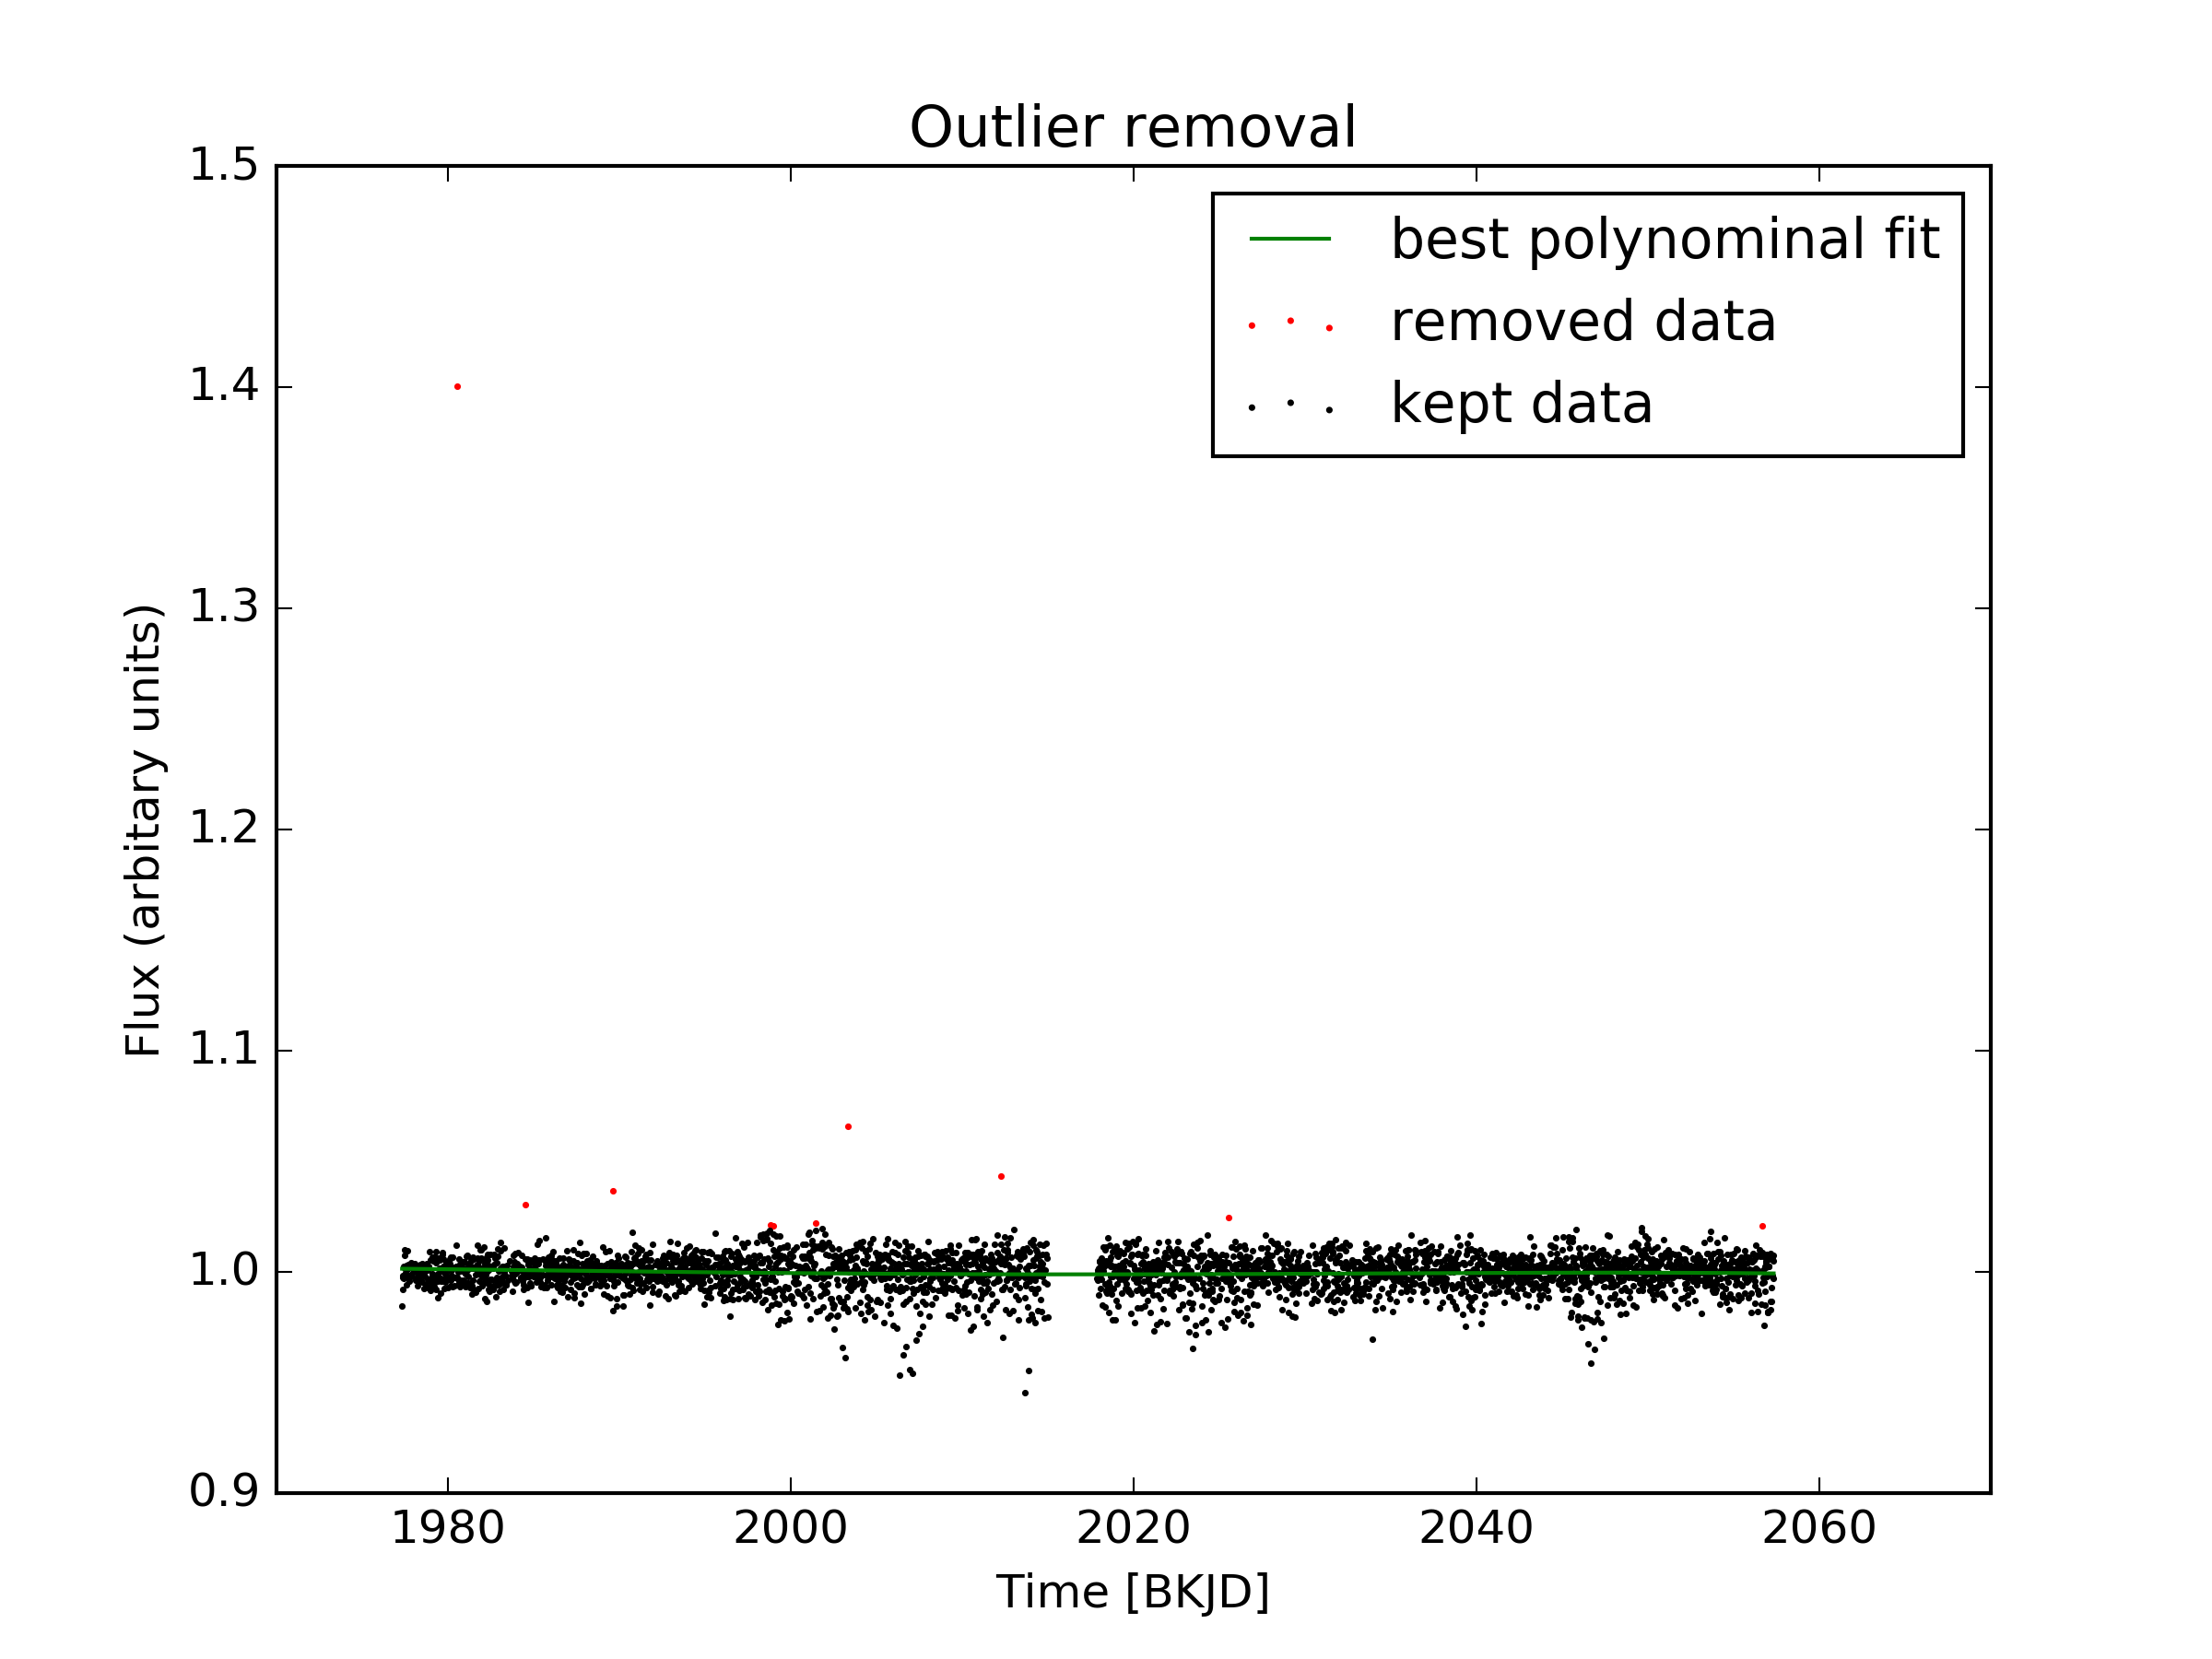 Outlier removal
best polynominal fit
removed data
kept data
1.5
1.4
1.3
1.2
1.1
1.0
0.9
Flux (arbitary units)
1980 2000 2020 2040 2060
Time [BKJD]